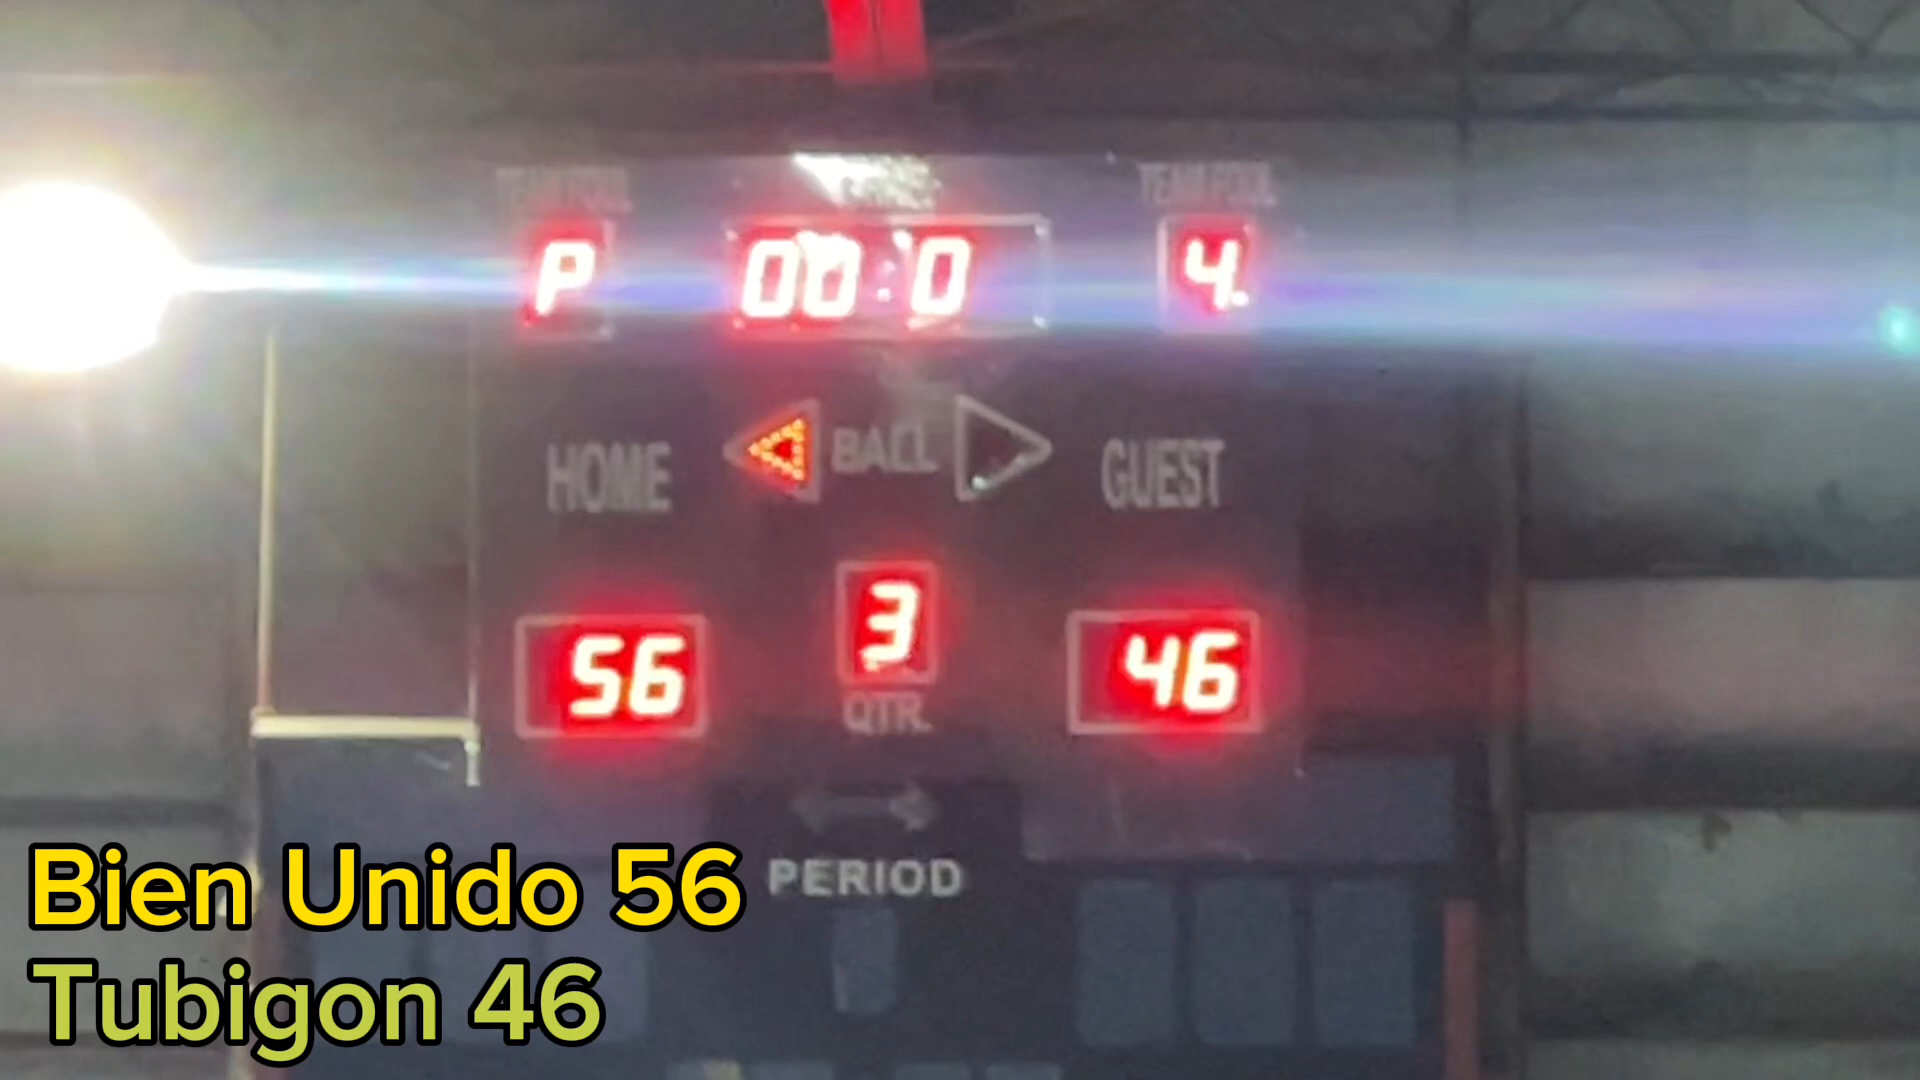 TEAM FOUL
TEAM FOUL
P
00:0
4.
HOME
BALL
GUEST
56
3
46
QTR.
PERIOD
Bien Unido 56
Tubigon 46